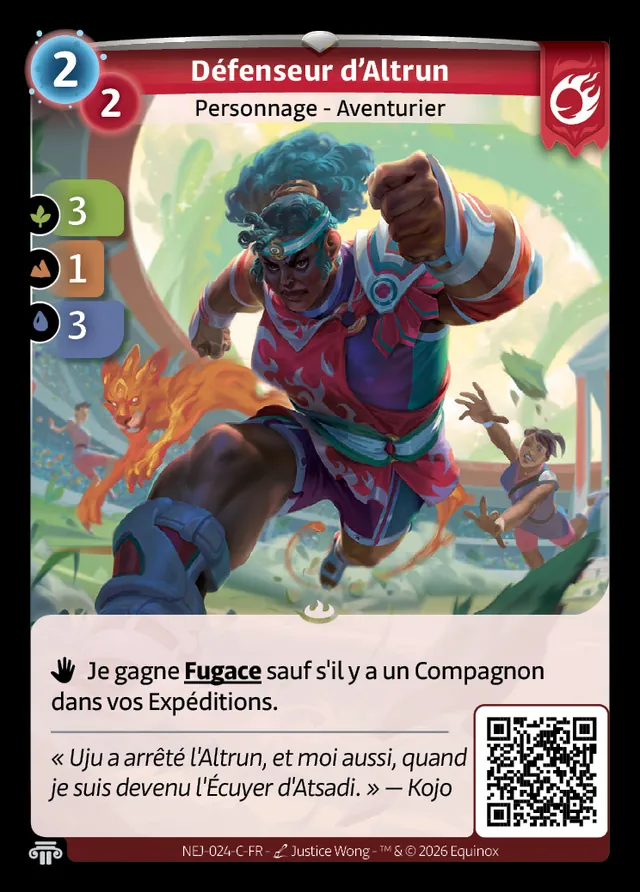 2
Défenseur d'Altrun
2
Personnage - Aventurier
3
1
3
Je gagne Fugace sauf s'il y a un Compagnon
dans vos Expéditions.
« Uju a arrêté l'Altrun, et moi aussi, quand
je suis devenu l'Écuyer d'Atsadi. » — Kojo
NEJ-024-C-FR - Justice Wong - ™ & © 2026 Equinox